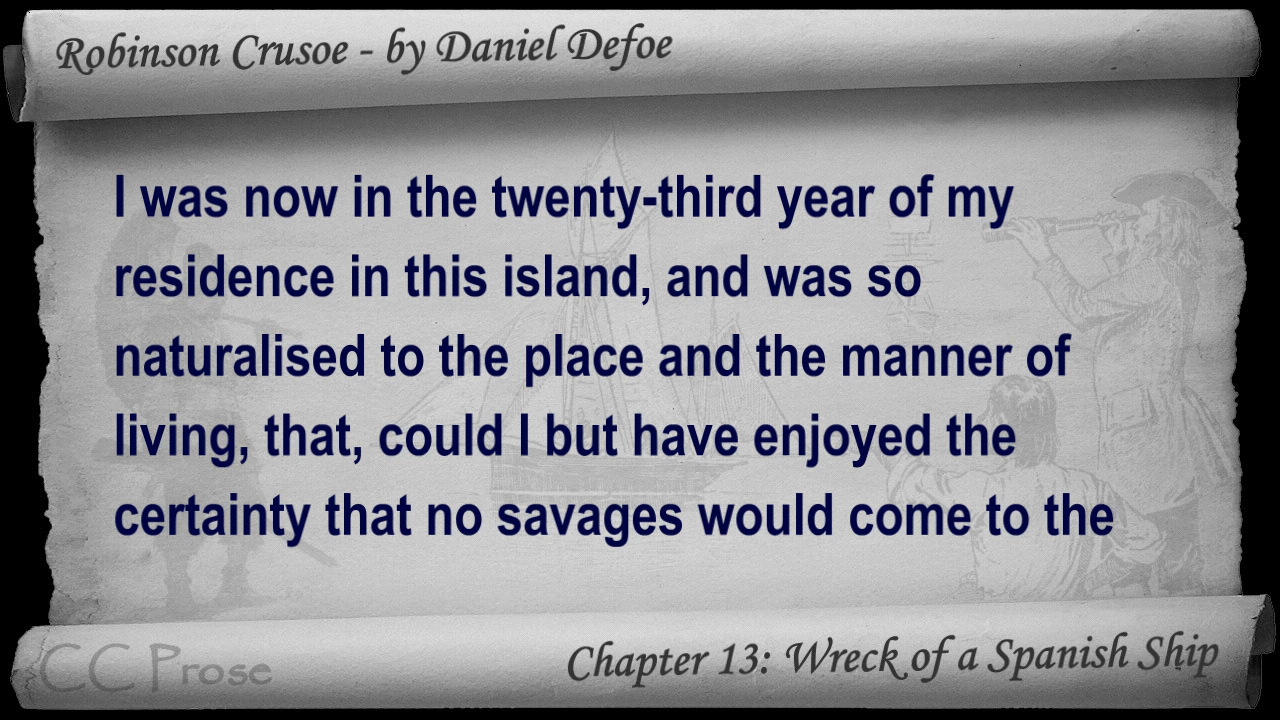 Robinson Crusoe - by Daniel Defoe
I was now in the twenty-third year of my
residence in this island, and was so
naturalised to the place and the manner of
living, that, could I but have enjoyed the
certainty that no savages would come to the
CC Prose
Chapter 13: Wreck of a Spanish Ship